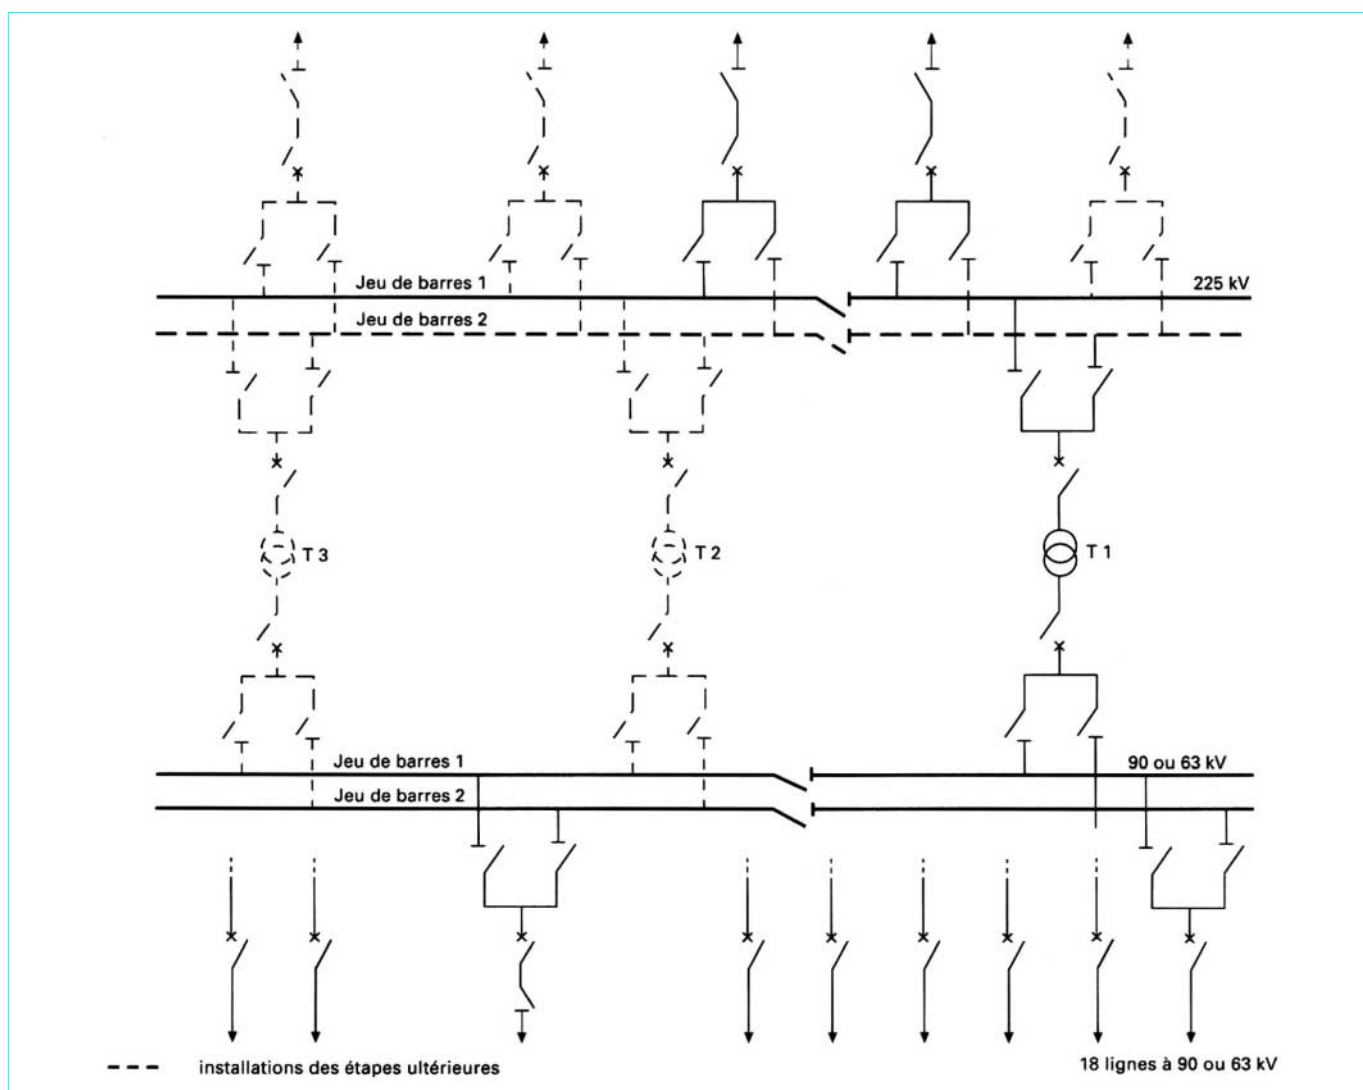 Jeu de barres 1
225 kV
Jeu de barres 2
T 3
T 2
T 1
Jeu de barres 1
90 ou 63 kV
Jeu de barres 2
installations des étapes ultérieures
18 lignes à 90 ou 63 kV